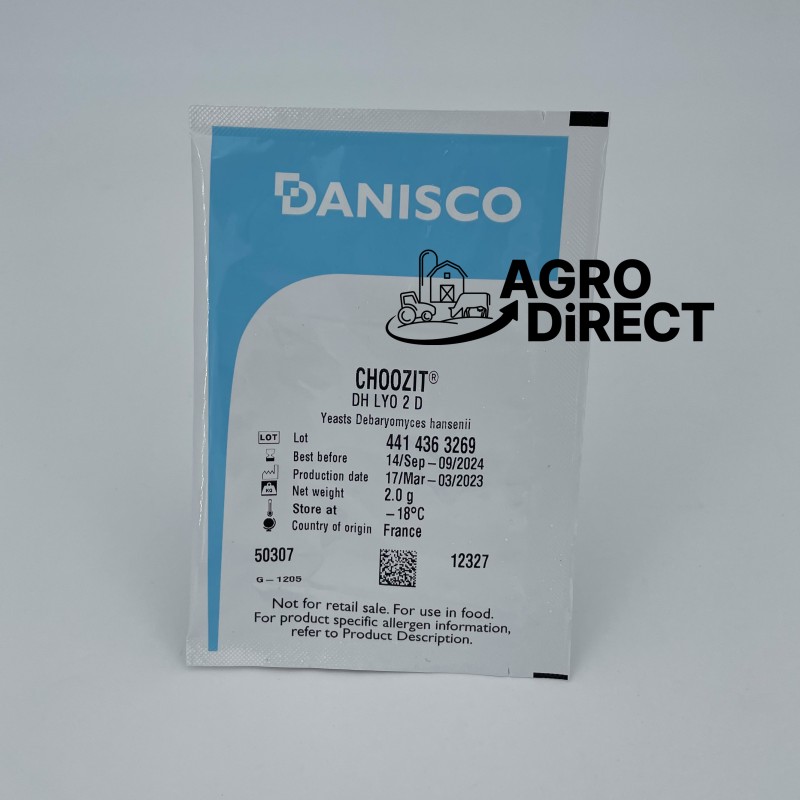 DANISCO
AGRO
DiRECT
CHOOZIT®
DH LYO 2 D
Yeasts Debaryomyces hansenii
LOT Lot 441 436 3269
Best before 14/Sep – 09/2024
Production date 17/Mar – 03/2023
KG Net weight 2.0 g
Store at –18°C
Country of origin France
50307 12327
G – 1205
Not for retail sale. For use in food.
For product specific allergen information,
refer to Product Description.